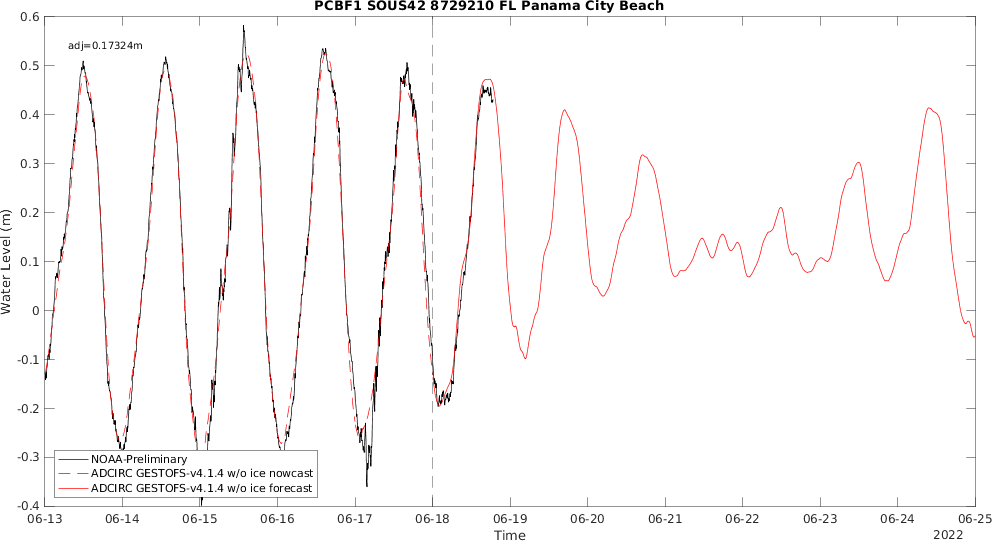 PCBF1 SOUS42 8729210 FL Panama City Beach
0.6
adj=0.17324m
0.5
0.4
0.3
0.2
0.1
0
-0.1
-0.2
-0.3
-0.4
Water Level (m)
NOAA-Preliminary
ADCIRC GESTOFS-v4.1.4 w/o ice nowcast
ADCIRC GESTOFS-v4.1.4 w/o ice forecast
06-13 06-14 06-15 06-16 06-17 06-18 06-19 06-20 06-21 06-22 06-23 06-24 06-25
Time
2022